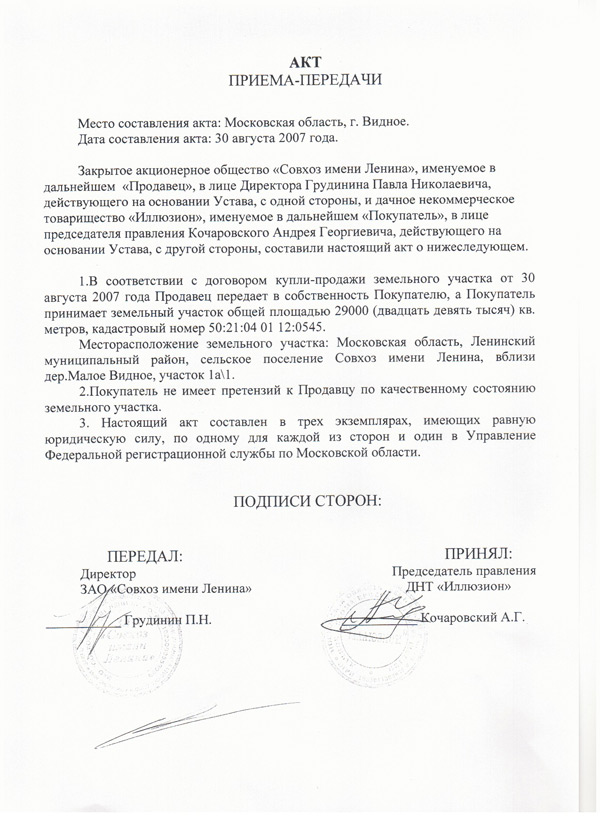 АКТ
ПРИЕМА-ПЕРЕДАЧИ
Место составления акта: Московская область, г. Видное.
Дата составления акта: 30 августа 2007 года.
Закрытое акционерное общество «Совхоз имени Ленина», именуемое в
дальнейшем «Продавец», в лице Директора Грудинина Павла Николаевича,
действующего на основании Устава, с одной стороны, и дачное некоммерческое
товарищество «Иллюзион», именуемое в дальнейшем «Покупатель», в лице
председателя правления Кочаровского Андрея Георгиевича, действующего на
основании Устава, с другой стороны, составили настоящий акт о нижеследующем.
1.В соответствии с договором купли-продажи земельного участка от 30
августа 2007 года Продавец передает в собственность Покупателю, а Покупатель
принимает земельный участок общей площадью 29000 (двадцать девять тысяч) кв.
метров, кадастровый номер 50:21:04 01 12:0545.
Месторасположение земельного участка: Московская область, Ленинский
муниципальный район, сельское поселение Совхоз имени Ленина, вблизи
дер.Малое Видное, участок 1а\1.
2.Покупатель не имеет претензий к Продавцу по качественному состоянию
земельного участка.
3. Настоящий акт составлен в трех экземплярах, имеющих равную
юридическую силу, по одному для каждой из сторон и один в Управление
Федеральной регистрационной службы по Московской области.
ПОДПИСИ СТОРОН:
ПЕРЕДАЛ:
Директор
ЗАО «Совхоз имени Ленина»
Грудинин П.Н.
«Совхоз
имени
Ленина»
ПРИНЯЛ:
Председатель правления
ДНТ «Иллюзион»
Кочаровский А.Г.